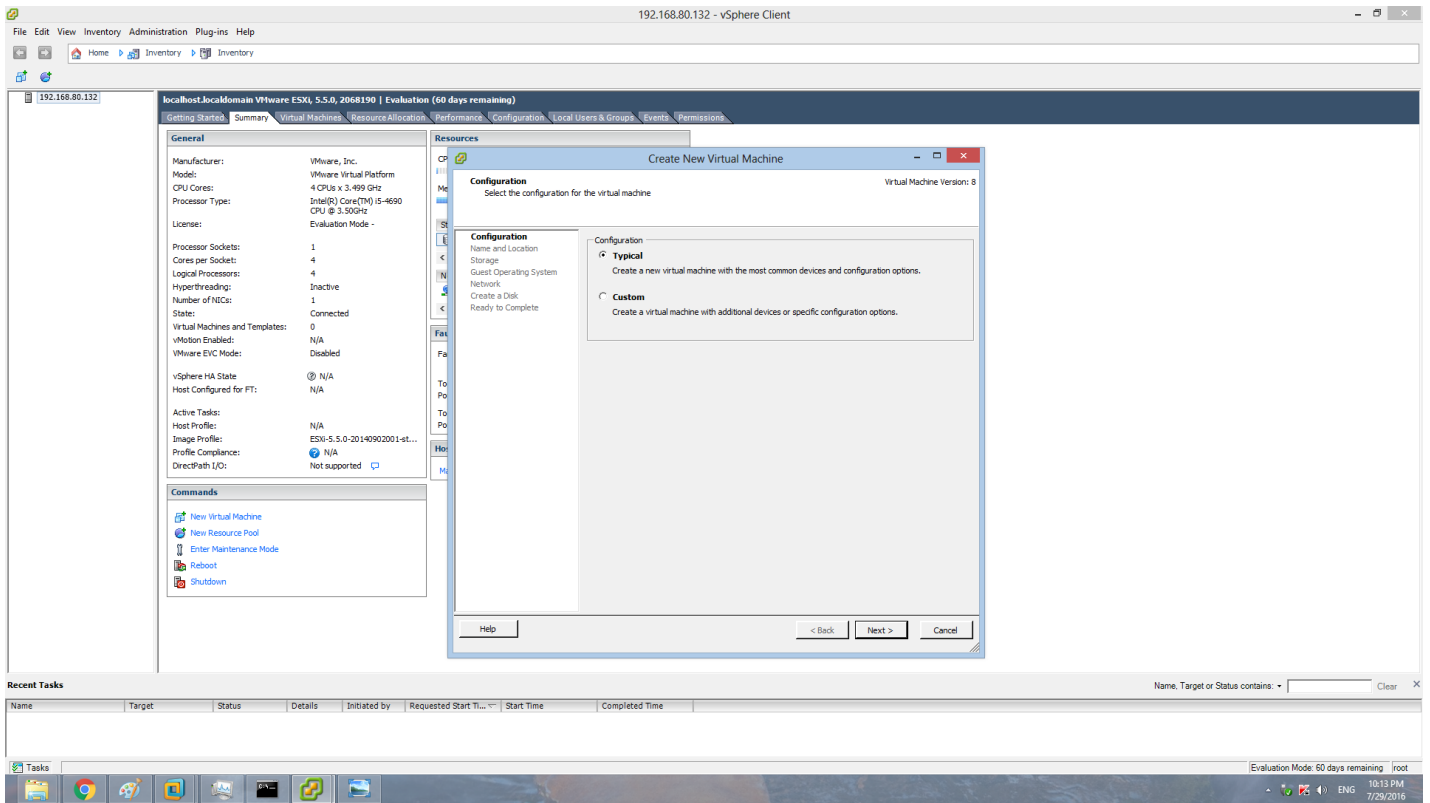 192.168.80.132 - vSphere Client
File Edit View Inventory Administration Plug-ins Help
Home Inventory Inventory
192.168.80.132
localhost.localdomain VMware ESXi, 5.5.0, 2068190 | Evaluation (60 days remaining)
Getting Started Summary Virtual Machines Resource Allocation Performance Configuration Local Users & Groups Events Permissions
General
Manufacturer: VMware, Inc.
Model: VMware Virtual Platform
CPU Cores: 4 CPUs x 3.499 GHz
Processor Type: Intel(R) Core(TM) i5-4690
CPU @ 3.50GHz
License: Evaluation Mode -
Processor Sockets: 1
Cores per Socket: 4
Logical Processors: 4
Hyperthreading: Inactive
Number of NICs: 1
State: Connected
Virtual Machines and Templates: 0
vMotion Enabled: N/A
VMware EVC Mode: Disabled
vSphere HA State N/A
Host Configured for FT: N/A
Active Tasks:
Host Profile: N/A
Image Profile: ESXi-5.5.0-20140902001-st...
Profile Compliance: N/A
DirectPath I/O: Not supported
Commands
New Virtual Machine
New Resource Pool
Enter Maintenance Mode
Reboot
Shutdown
Resources
CP
Me
St
N
Fau
Fa
To
Po
To
Po
Hos
Ma
Create New Virtual Machine
Configuration
Select the configuration for the virtual machine
Virtual Machine Version: 8
Configuration
Name and Location
Storage
Guest Operating System
Network
Create a Disk
Ready to Complete
Configuration
Typical
Create a new virtual machine with the most common devices and configuration options.
Custom
Create a virtual machine with additional devices or specific configuration options.
Help < Back Next > Cancel
Recent Tasks
Name, Target or Status contains: Clear
Name Target Status Details Initiated by Requested Start Ti... Start Time Completed Time
Tasks
Evaluation Mode: 60 days remaining root
ENG
10:13 PM
7/29/2016